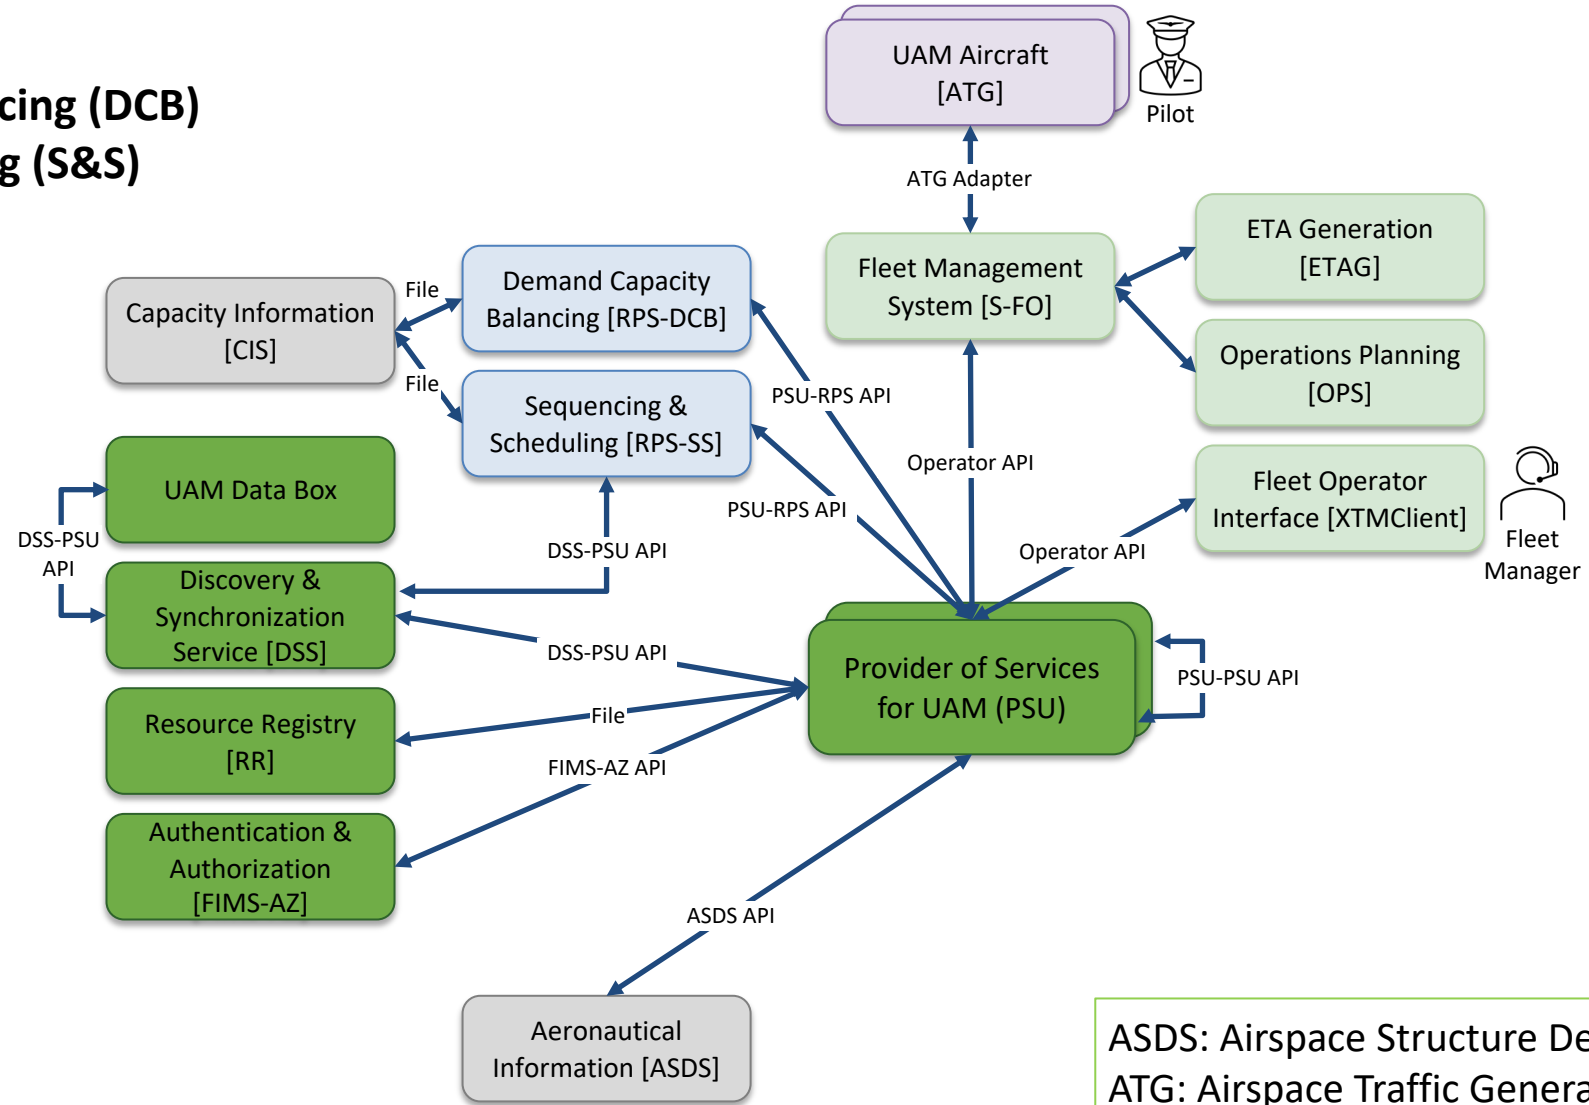 cing (DCB)
g (S&S)
UAM Aircraft
[ATG]
Pilot
ATG Adapter
ETA Generation
[ETAG]
Fleet Management
System [S-FO]
Operations Planning
[OPS]
Fleet Operator
Interface [XTMClient]
Fleet
Manager
Capacity Information
[CIS]
File
File
Demand Capacity
Balancing [RPS-DCB]
Sequencing &
Scheduling [RPS-SS]
PSU-RPS API
PSU-RPS API
Operator API
Operator API
UAM Data Box
DSS-PSU
API
DSS-PSU API
Discovery &
Synchronization
Service [DSS]
DSS-PSU API
Provider of Services
for UAM (PSU)
PSU-PSU API
Resource Registry
[RR]
File
FIMS-AZ API
Authentication &
Authorization
[FIMS-AZ]
ASDS API
Aeronautical
Information [ASDS]
ASDS: Airspace Structure De
ATG: Airspace Traffic Genera